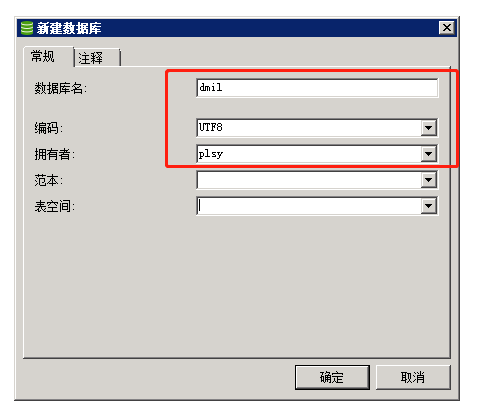 新建数据库
常规 注释
数据库名: dmil
编码: UTF8
拥有者: plsy
范本:
表空间:
确定 取消